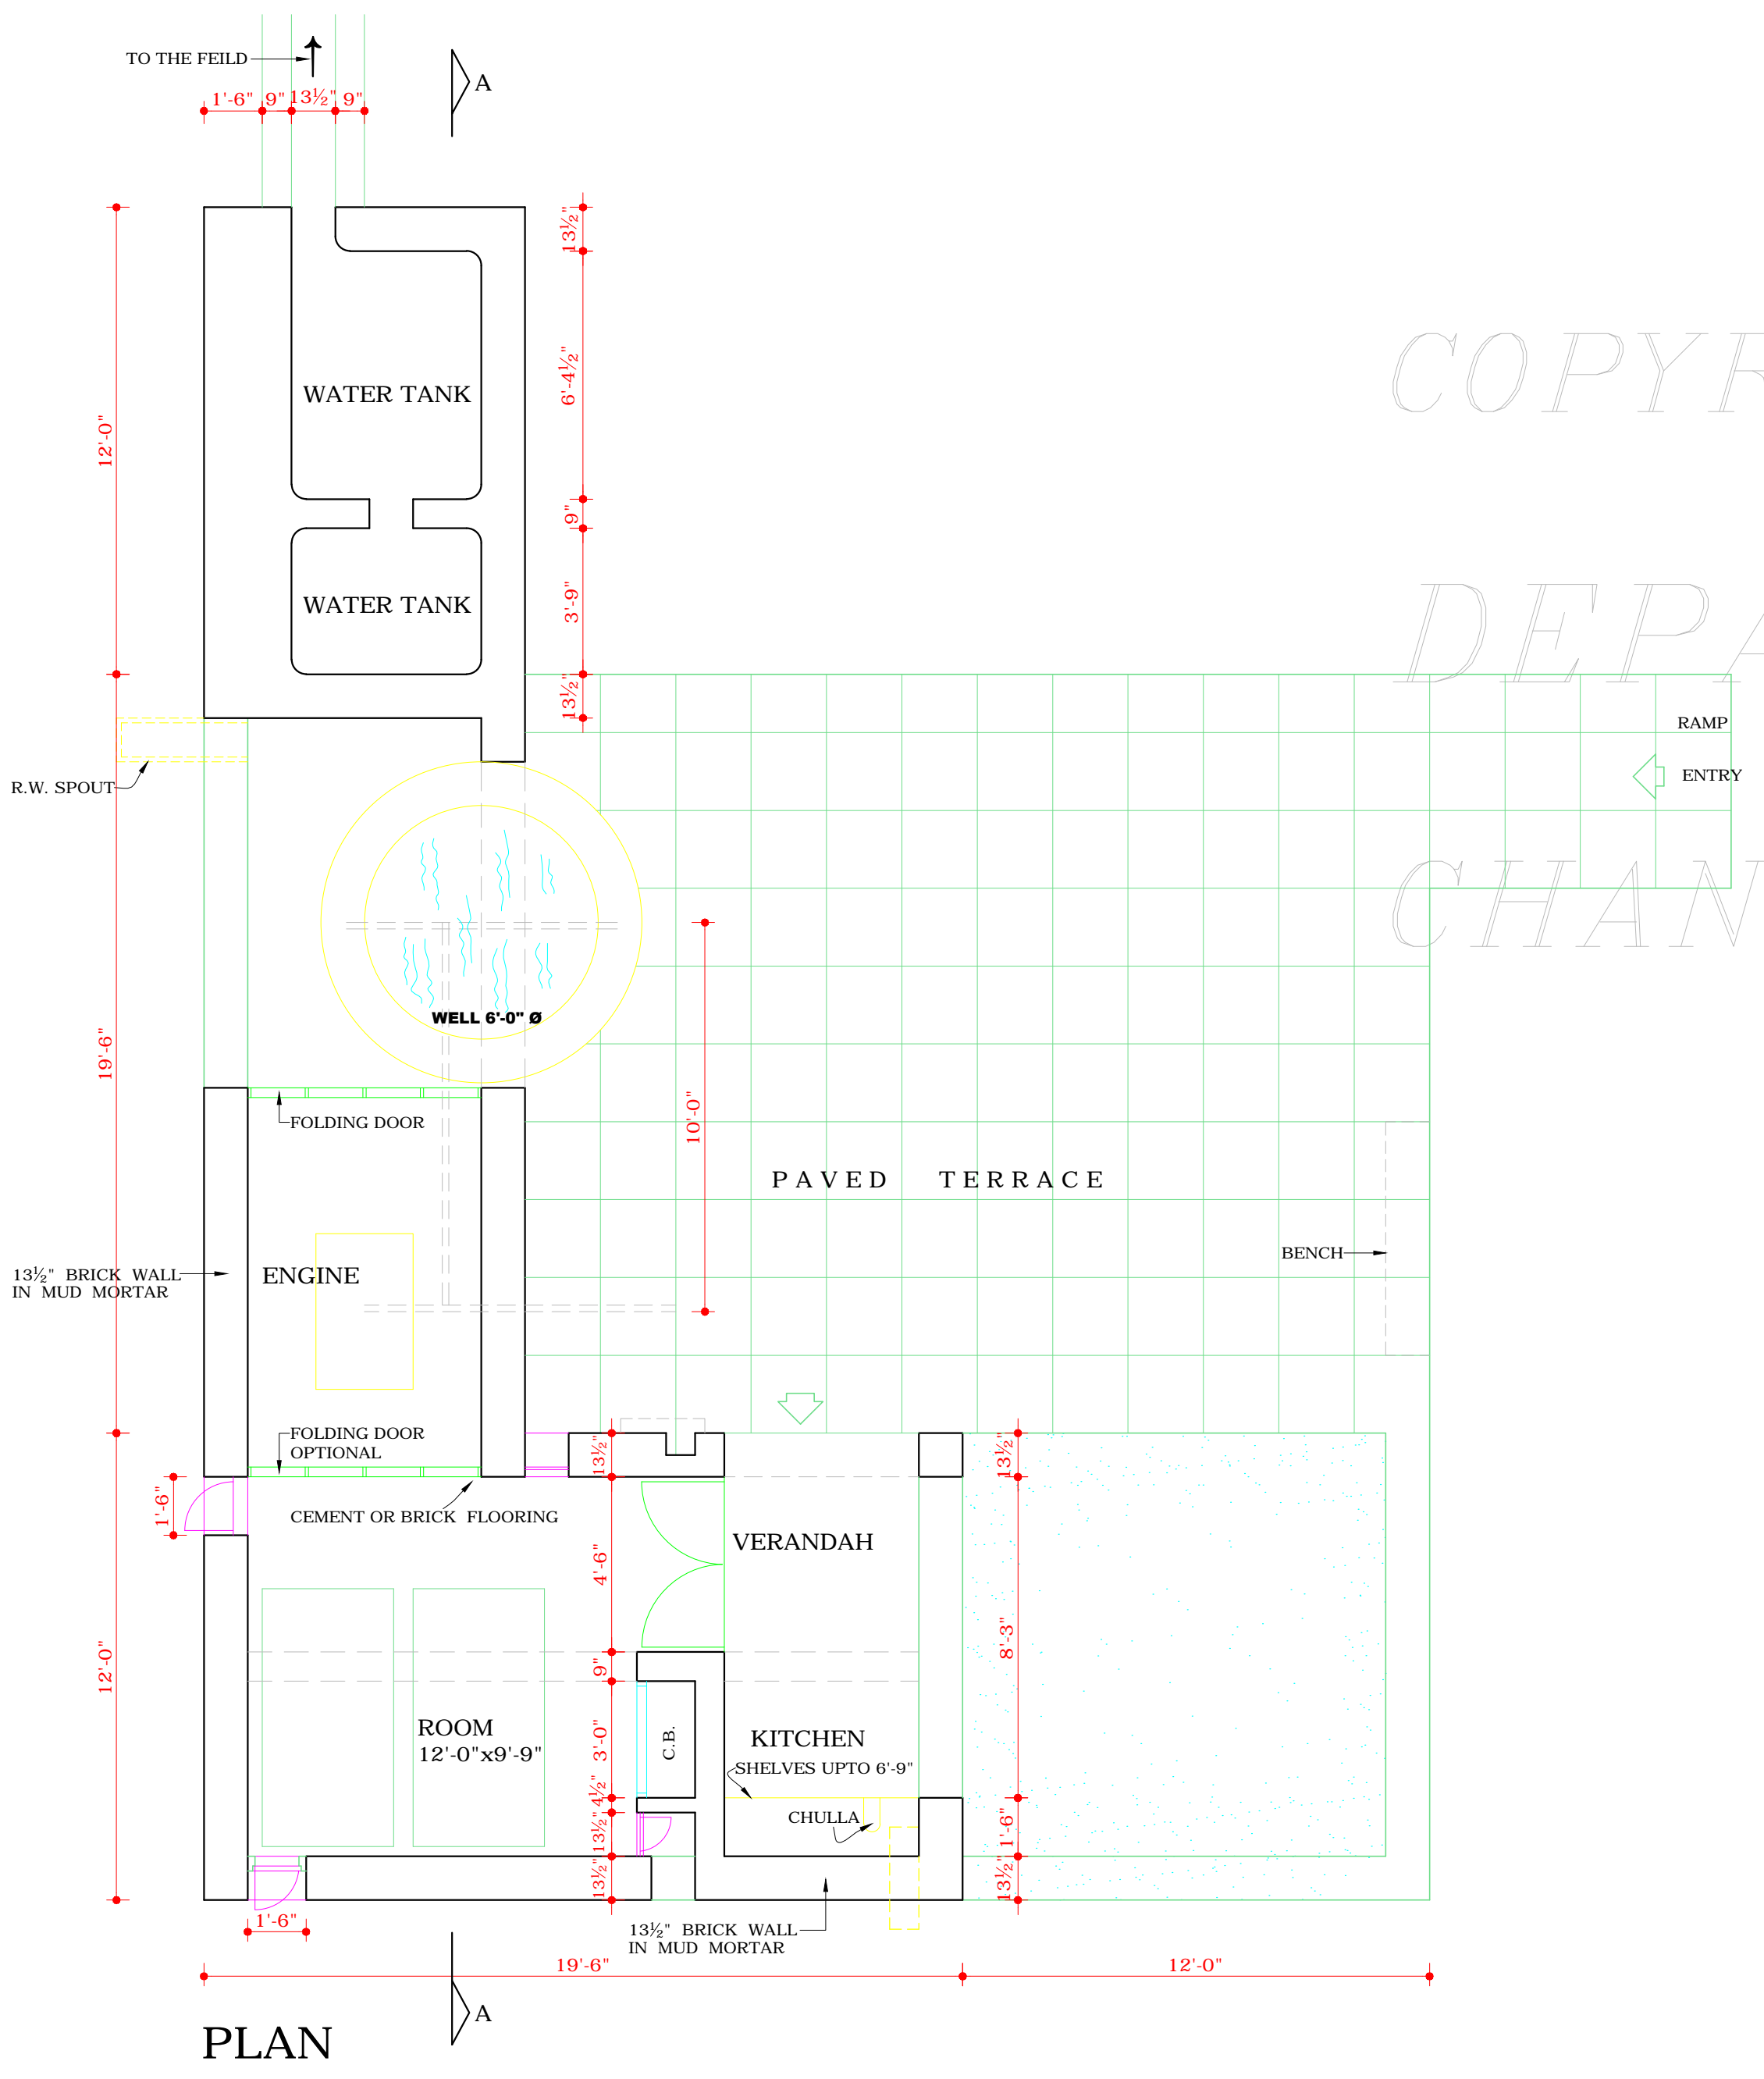 TO THE FEILD
A
1'-6" 9" 13½" 9"
13½"
COPYR
6'-4½"
WATER TANK
12'-0"
9"
3'-9"
WATER TANK
DEPA
13½"
RAMP
ENTRY
R.W. SPOUT
CHAN
WELL 6'-0" Ø
19'-6"
10'-0"
FOLDING DOOR
PAVED TERRACE
BENCH
13½" BRICK WALL
IN MUD MORTAR
ENGINE
FOLDING DOOR
OPTIONAL
13½"
13½"
1'-6"
CEMENT OR BRICK FLOORING
VERANDAH
4'-6"
8'-3"
12'-0"
9"
ROOM
12'-0"x9'-9"
3'-0"
C.B.
KITCHEN
SHELVES UPTO 6'-9"
4½"
CHULLA
13½"
1'-6"
13½"
13½"
1'-6"
13½" BRICK WALL
IN MUD MORTAR
19'-6"
12'-0"
A
PLAN